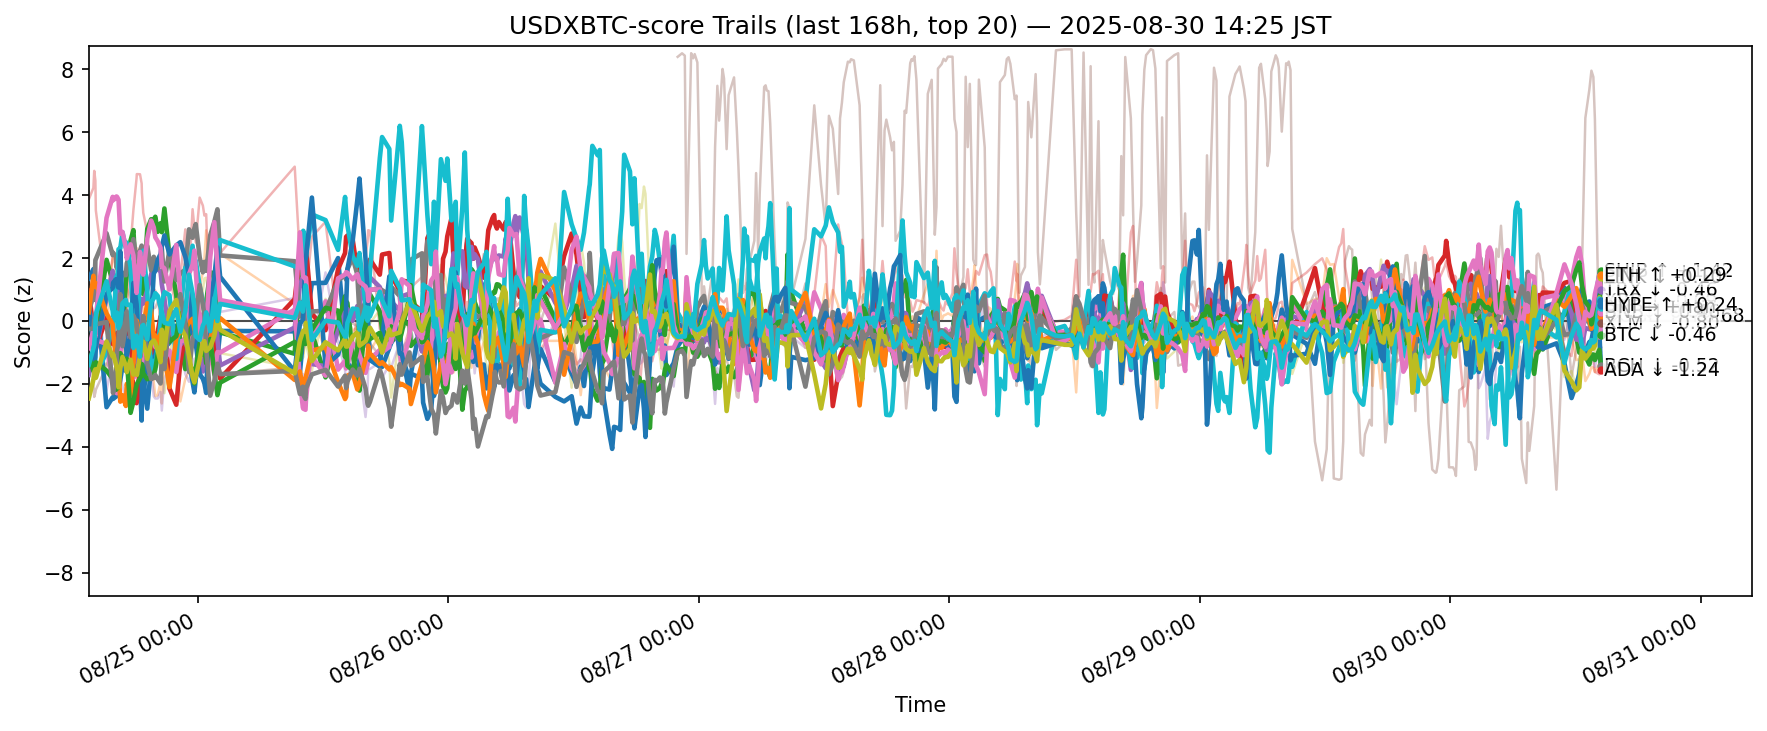 USDXBTC-score Trails (last 168h, top 20) — 2025-08-30 14:25 JST
Score (z)
8
6
4
2
0
−2
−4
−6
−8
ETH ↑ +0.29
TRX ↓ -0.46
HYPE ↑ +0.24
BTC ↓ -0.46
ADA ↓ -1.24
08/25 00:00
08/26 00:00
08/27 00:00
08/28 00:00
08/29 00:00
08/30 00:00
08/31 00:00
Time